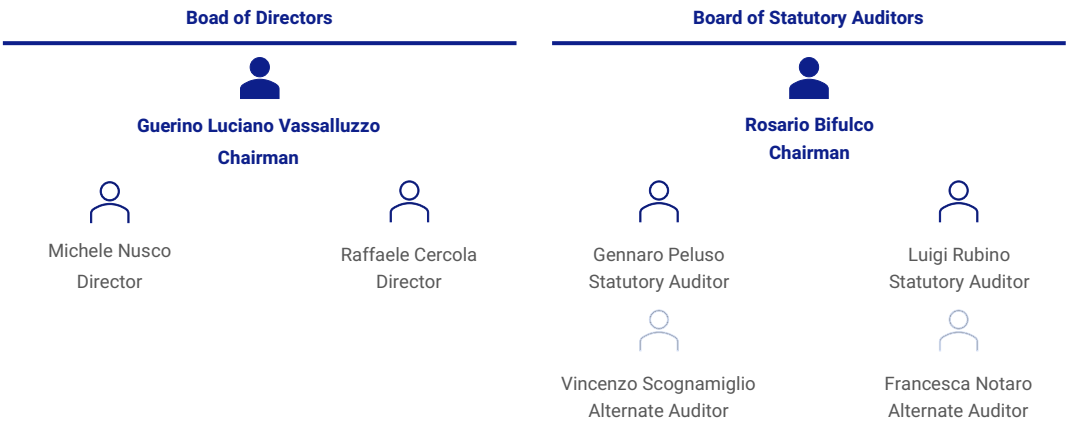 Boad of Directors
Guerino Luciano Vassalluzzo
Chairman
Michele Nusco
Director
Raffaele Cercola
Director
Board of Statutory Auditors
Rosario Bifulco
Chairman
Gennaro Peluso
Statutory Auditor
Luigi Rubino
Statutory Auditor
Vincenzo Scognamiglio
Alternate Auditor
Francesca Notaro
Alternate Auditor